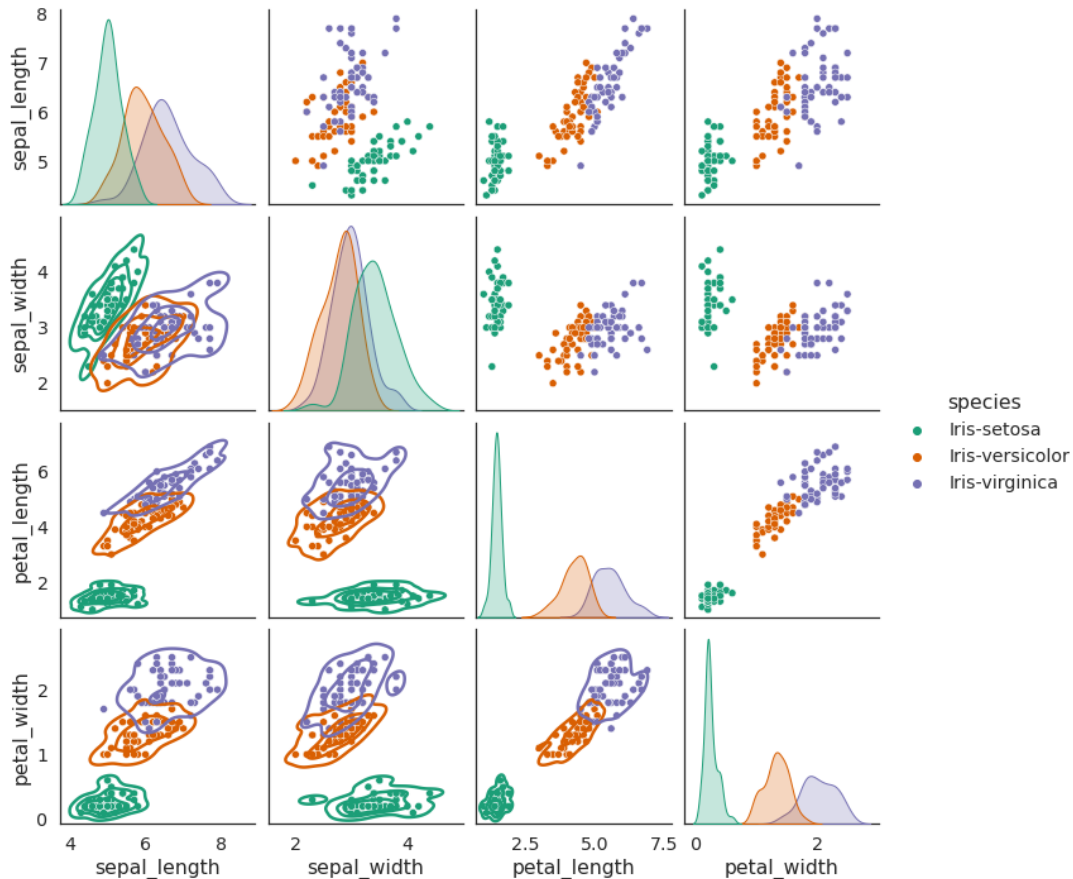 8
7
6
5
sepal_length
4
3
2
sepal_width
6
4
2
petal_length
2
1
0
petal_width
4 6 8
2 4
2.5 5.0 7.5
0 2
sepal_length sepal_width petal_length petal_width
species
Iris-setosa
Iris-versicolor
Iris-virginica